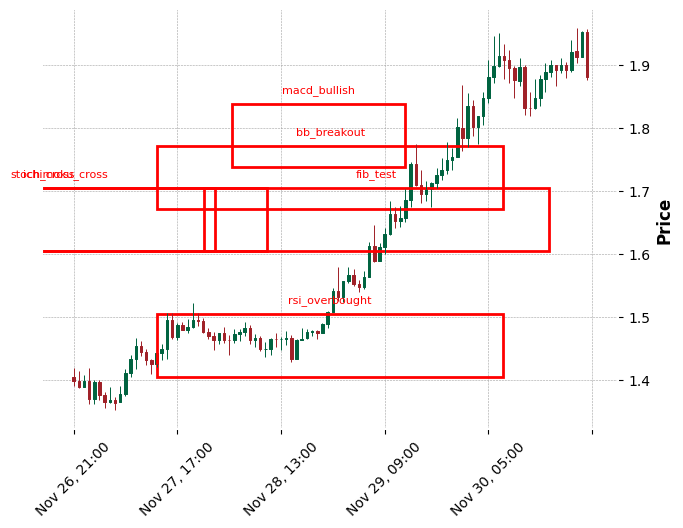 macd_bullish
bb_breakout
fib_test
rsi_overbought
1.9
1.8
1.7
1.6
1.5
1.4
Price
Nov 26, 21:00
Nov 27, 17:00
Nov 28, 13:00
Nov 29, 09:00
Nov 30, 05:00